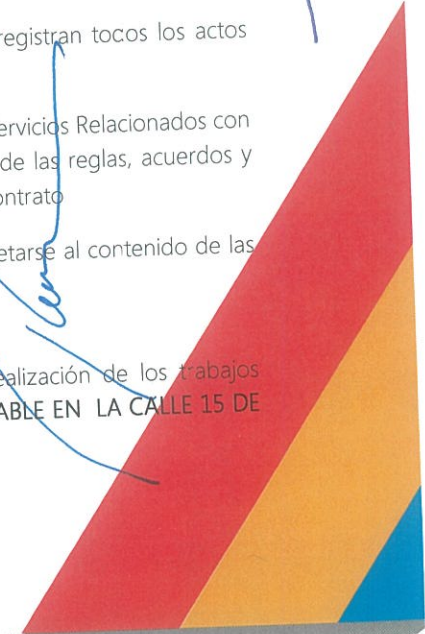 registran tocos los actos
ervicios Relacionados con
de las reglas, acuerdos y
ontrato
etarse al contenido de las
ealización de los trabajos
ABLE EN LA CALLE 15 DE